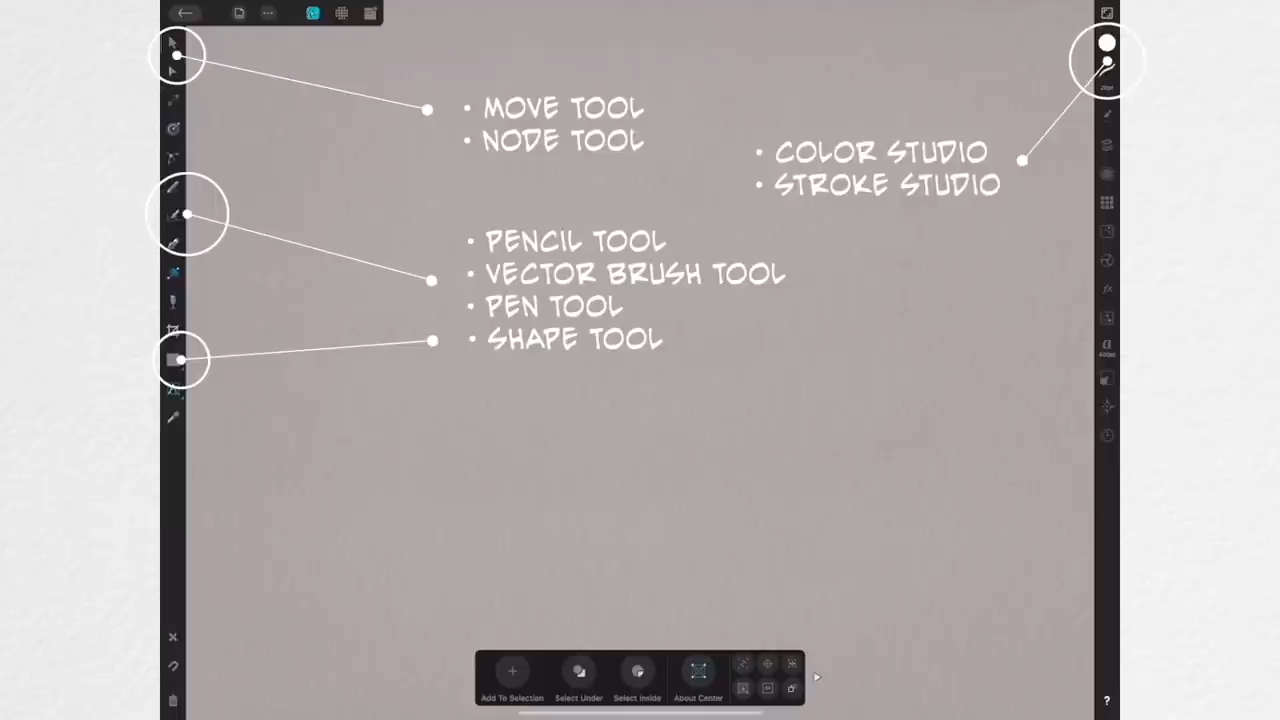 • MOVE TOOL
• NODE TOOL
• COLOR STUDIO
• STROKE STUDIO
• PENCIL TOOL
• VECTOR BRUSH TOOL
• PEN TOOL
• SHAPE TOOL
Add To Selection
Select Under
Select Inside
About Center
?